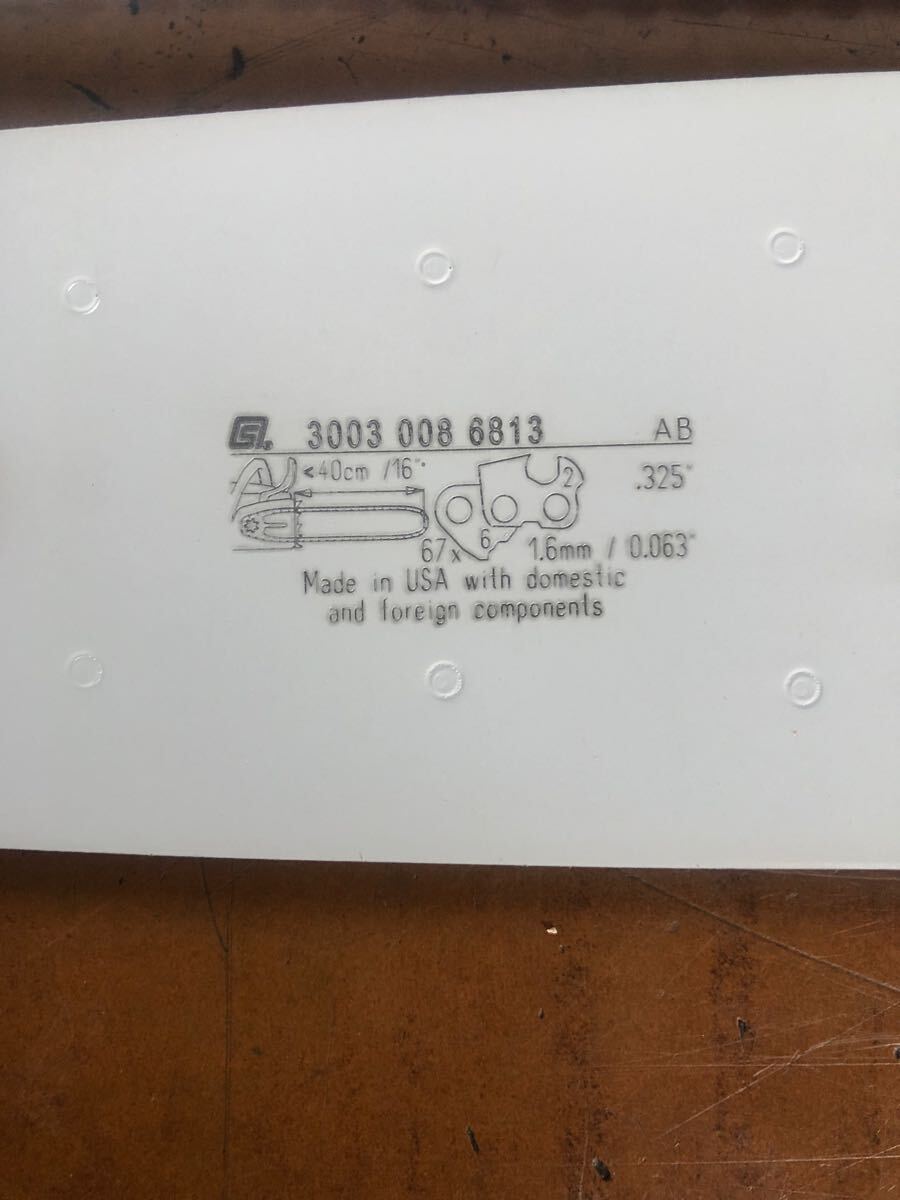 3003 008 6813 AB
<40cm /16" 2 .325"
67x 6 1.6mm / 0.063"
Made in USA with domestic
and foreign components